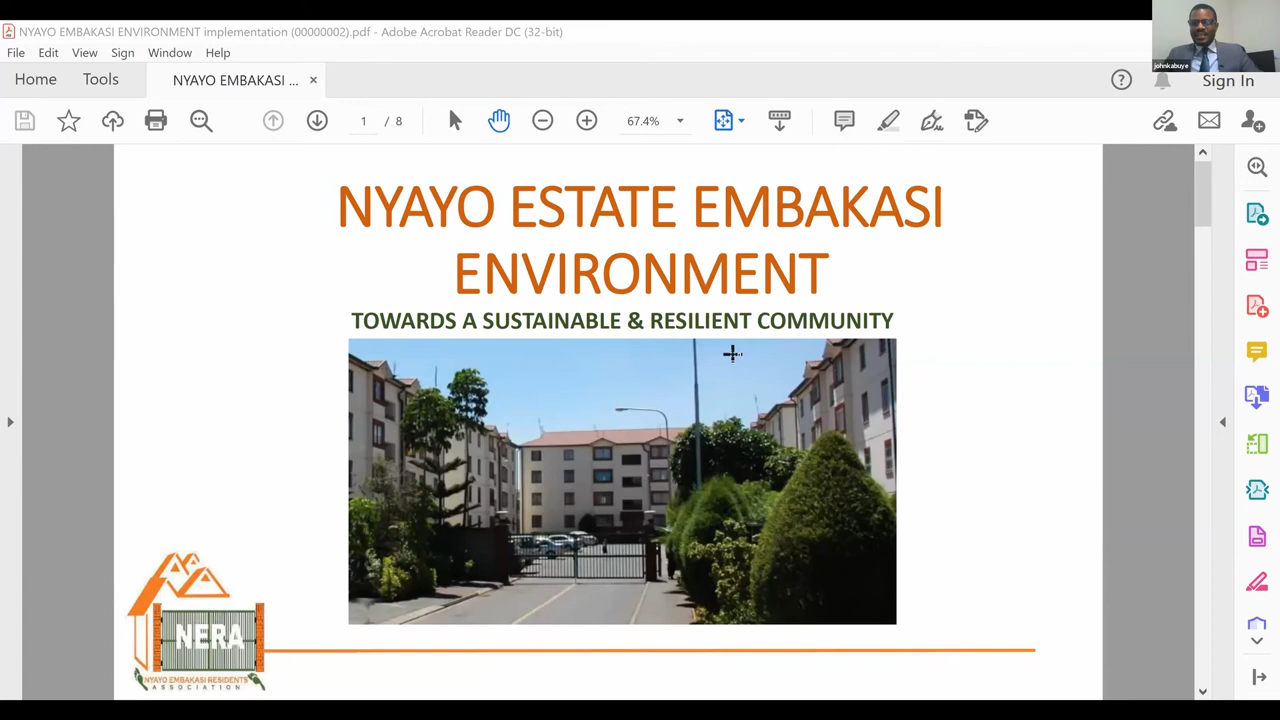 NYAYO EMBAKASI ENVIRONMENT implementation (00000002).pdf - Adobe Acrobat Reader DC (32-bit)
File Edit View Sign Window Help
johnkabuye
Home Tools NYAYO EMBAKASI ... × Sign In
1 / 8 67.4%
NYAYO ESTATE EMBAKASI
ENVIRONMENT
TOWARDS A SUSTAINABLE & RESILIENT COMMUNITY
NERA
NYAYO EMBAKASI RESIDENTS
ASSOCIATION